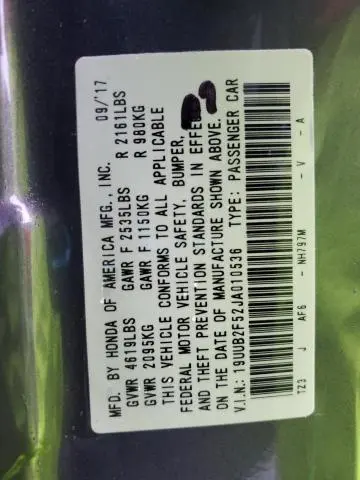 MFD. BY HONDA OF AMERICA MFG., INC. 09/'17
GVWR 4619LBS GAWR F 2535LBS R 2161LBS
GVWR 2095KG GAWR F 1150KG R 980KG
THIS VEHICLE CONFORMS TO ALL APPLICABLE
FEDERAL MOTOR VEHICLE SAFETY, BUMPER,
AND THEFT PREVENTION STANDARDS IN EFFE
ON THE DATE OF MANUFACTURE SHOWN ABOVE.
V.I.N.: 19UUB2F52JA010536 TYPE: PASSENGER CAR
TZ3 J AF6 - NH797M - V - A